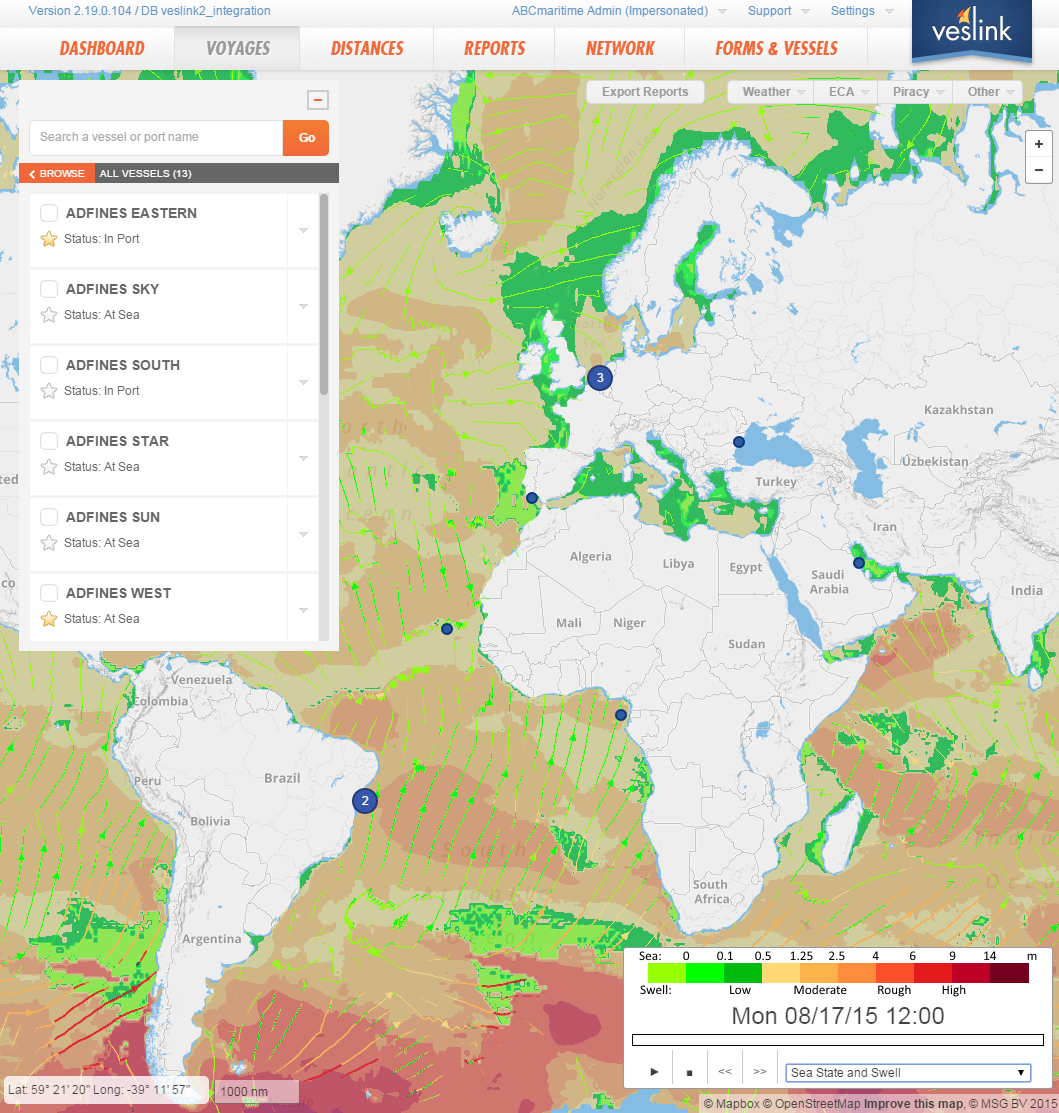 Version 2.19.0.104 / DB veslink2_integration
ABCmaritime Admin (Impersonated) Support Settings
veslink
DASHBOARD VOYAGES DISTANCES REPORTS NETWORK FORMS & VESSELS
Export Reports Weather ECA Piracy Other
+
−
Search a vessel or port name Go
BROWSE ALL VESSELS (13)
ADFINES EASTERN
Status: In Port
ADFINES SKY
Status: At Sea
ADFINES SOUTH
Status: In Port
ADFINES STAR
Status: At Sea
ADFINES SUN
Status: At Sea
ADFINES WEST
Status: At Sea
3
Kazakhstan
Uzbekistan
Turkey
Iran
Algeria
Libya
Egypt
Saudi
Arabia
India
Mali
Niger
Sudan
Venezuela
Colombia
Peru
Brazil
2
Bolivia
South
South
Africa
Argentina
Sea: 0 0.1 0.5 1.25 2.5 4 6 9 14 m
Swell: Low Moderate Rough High
Mon 08/17/15 12:00
<< >> Sea State and Swell
Lat: 59° 21' 20" Long: -39° 11' 57"
1000 nm
© Mapbox © OpenStreetMap Improve this map, © MSG BV 2015